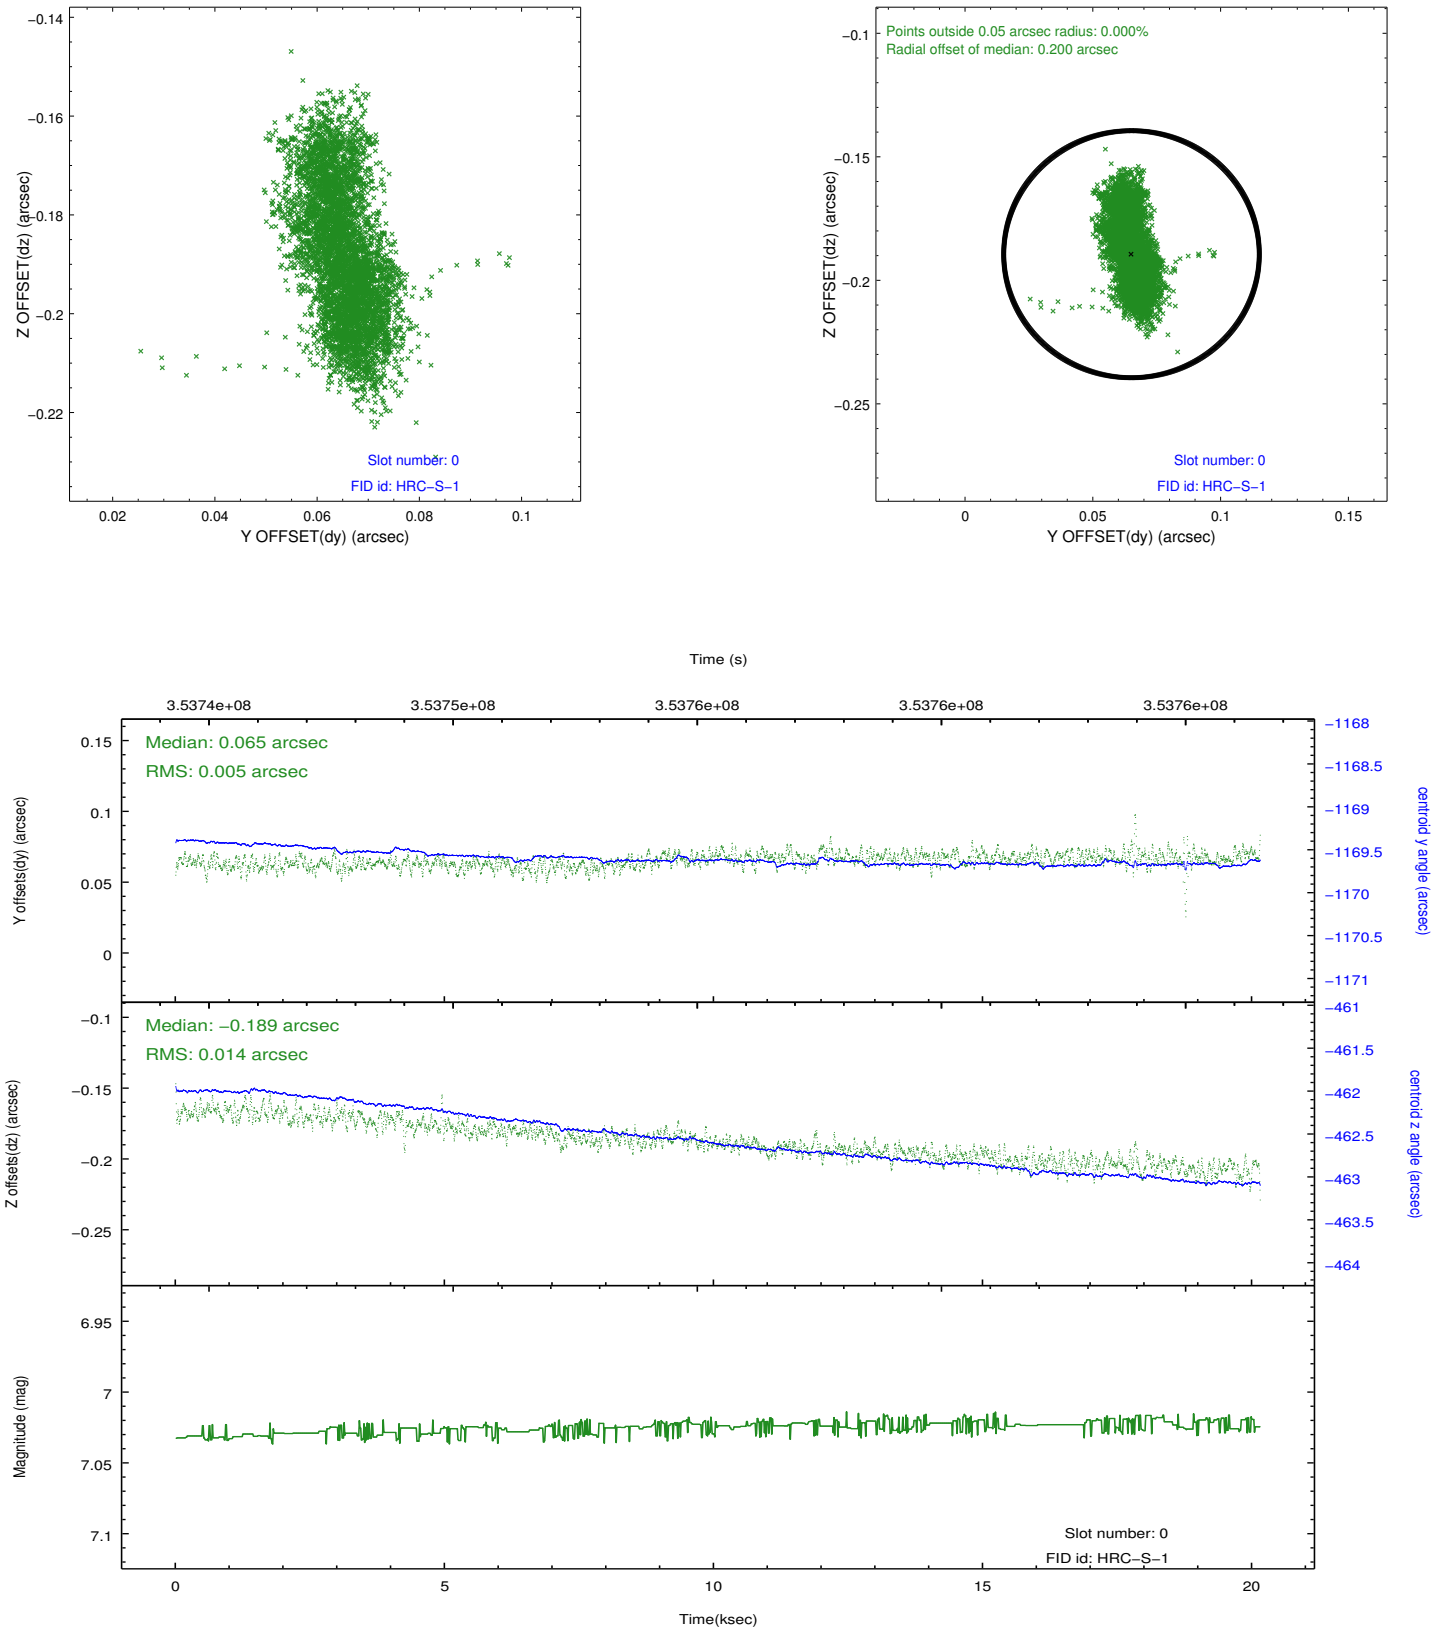 −0.14
−0.16
−0.18
−0.2
−0.22
Z OFFSET(dz) (arcsec)
0.02 0.04 0.06 0.08 0.1
Y OFFSET(dy) (arcsec)
Slot number: 0
FID id: HRC−S−1
Points outside 0.05 arcsec radius: 0.000%
Radial offset of median: 0.200 arcsec
−0.1
−0.15
−0.2
−0.25
Z OFFSET(dz) (arcsec)
0 0.05 0.1 0.15
Y OFFSET(dy) (arcsec)
Slot number: 0
FID id: HRC−S−1
Time (s)
3.5374e+08 3.5375e+08 3.5376e+08 3.5376e+08 3.5376e+08
Median: 0.065 arcsec
RMS: 0.005 arcsec
0.15
0.1
0.05
0
Y offsets(dy) (arcsec)
−1168
−1168.5
−1169
−1169.5
−1170
−1170.5
−1171
centroid y angle (arcsec)
Median: −0.189 arcsec
RMS: 0.014 arcsec
−0.1
−0.15
−0.2
−0.25
Z offsets(dz) (arcsec)
−461
−461.5
−462
−462.5
−463
−463.5
−464
centroid z angle (arcsec)
6.95
7
7.05
7.1
Magnitude (mag)
Slot number: 0
FID id: HRC−S−1
0 5 10 15 20
Time(ksec)